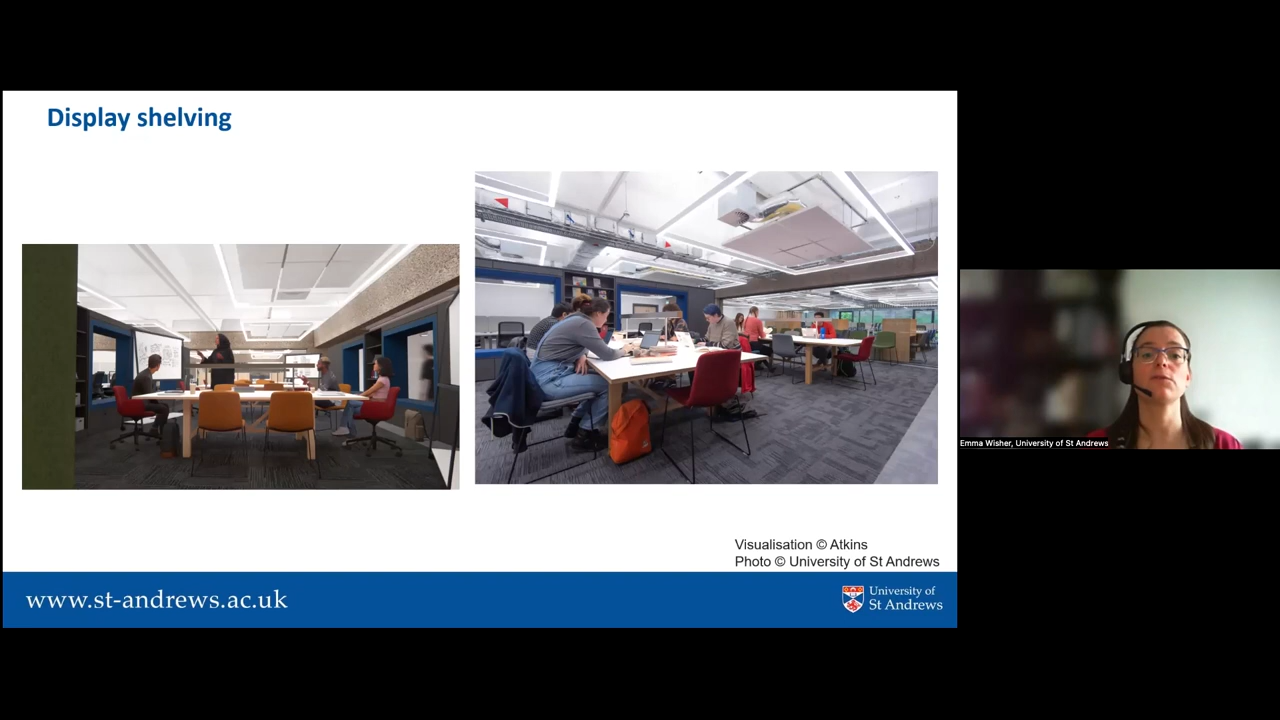 Display shelving
Visualisation © Atkins
Photo © University of St Andrews
www.st-andrews.ac.uk
University of
St Andrews
Emma Wisher, University of St Andrews